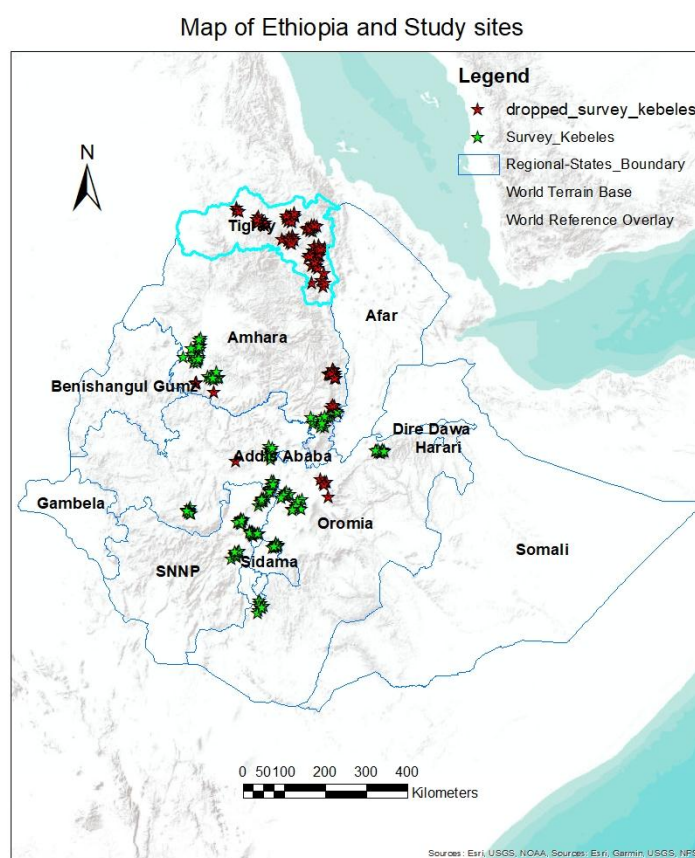 Map of Ethiopia and Study sites
Legend
dropped_survey_kebeles
Survey_Kebeles
Regional-States_Boundary
World Terrain Base
World Reference Overlay
N
Tigray
Afar
Amhara
Benishangul Gumz
Dire Dawa
Harari
Addis Ababa
Gambela
Oromia
Somali
SNNP
Sidama
0 50 100 200 300 400
Kilometers
Sources: Esri, USGS, NOAA, Sources: Esri, Garmin, USGS, NPS